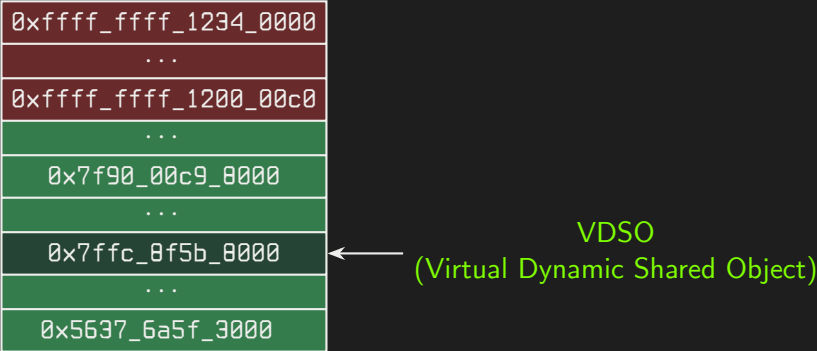 0xffff_ffff_1234_0000
...
0xffff_ffff_1200_00c0
...
0x7f90_00c9_8000
...
0x7ffc_8f5b_8000
VDSO
(Virtual Dynamic Shared Object)
...
0x5637_6a5f_3000